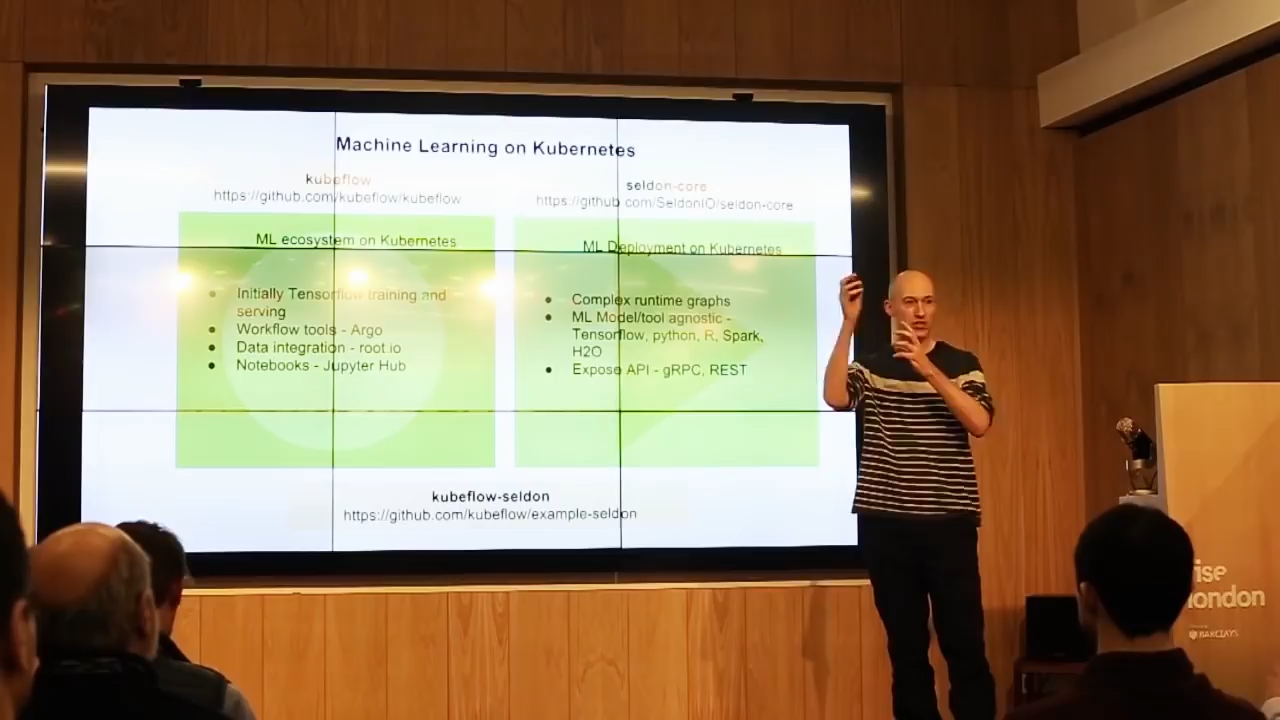 Machine Learning on Kubernetes
kubeflow
https://github.com/kubeflow/kubeflow
ML ecosystem on Kubernetes
Initially Tensorflow training and
serving
Workflow tools - Argo
Data integration - root.io
Notebooks - Jupyter Hub
seldon-core
https://github.com/SeldonIO/seldon-core
ML Deployment on Kubernetes
Complex runtime graphs
ML Model/tool agnostic -
Tensorflow, python, R, Spark,
H2O
Expose API - gRPC, REST
kubeflow-seldon
https://github.com/kubeflow/example-seldon
rise
london
BARCLAYS